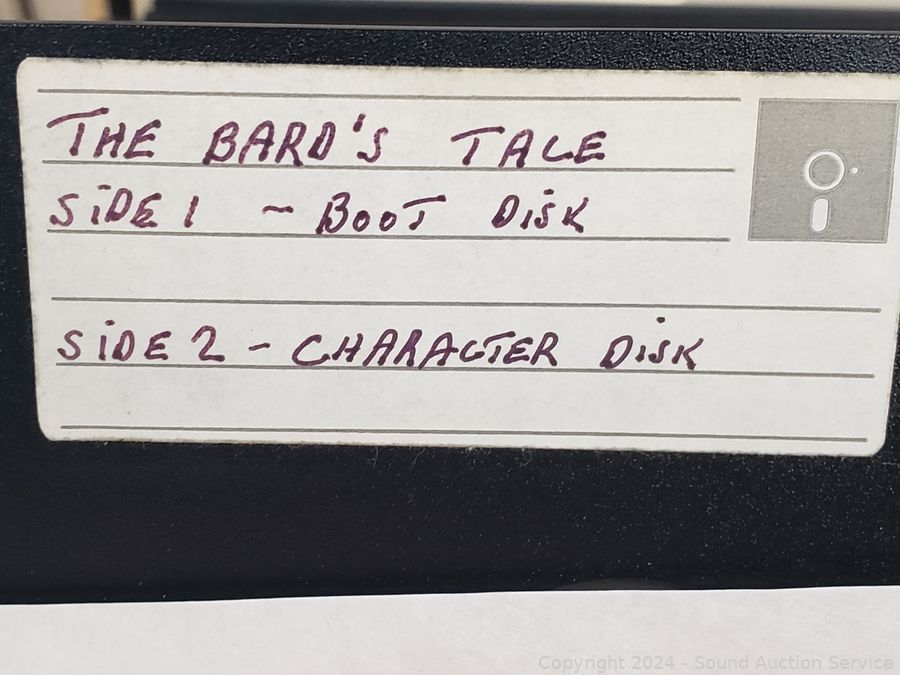 THE BARD'S TALE
SiDE 1 ~ BOOT DiSK
SiDE 2 - CHARACTER DiSK
Copyright 2024 - Sound Auction Service